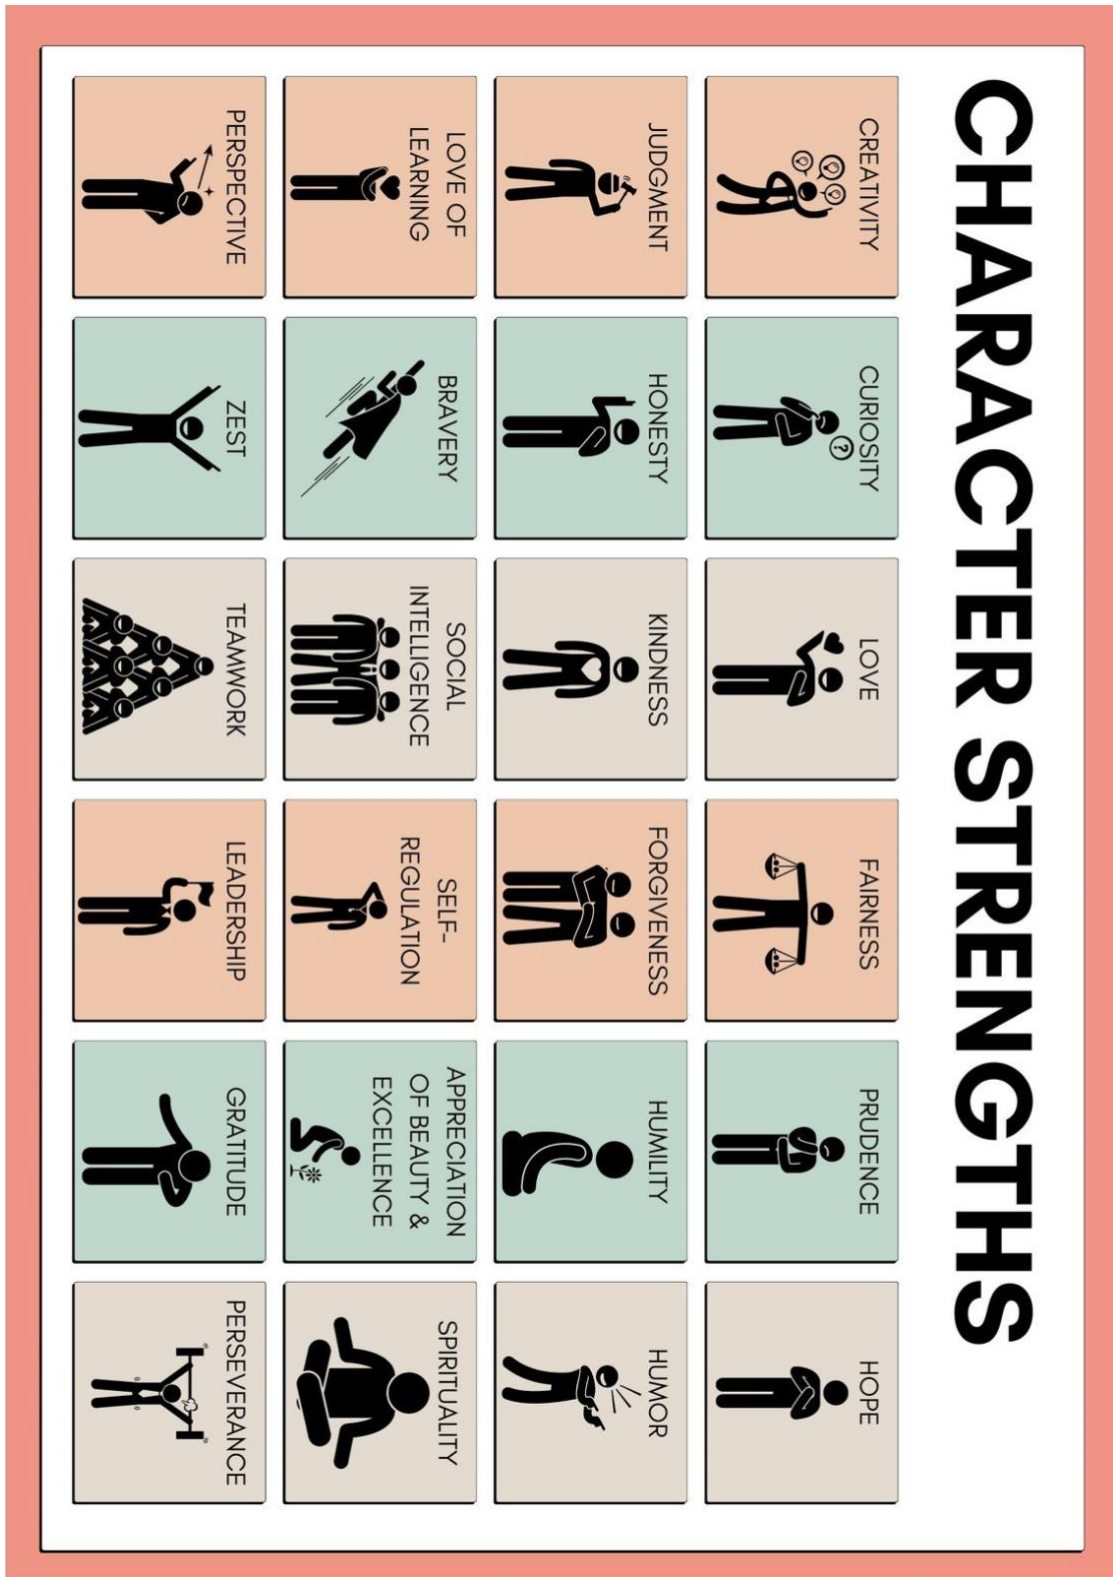 CHARACTER STRENGTHS
CREATIVITY
CURIOSITY
LOVE
FAIRNESS
PRUDENCE
HOPE
JUDGMENT
HONESTY
KINDNESS
FORGIVENESS
HUMILITY
HUMOR
LOVE OF
LEARNING
BRAVERY
SOCIAL
INTELLIGENCE
SELF-
REGULATION
APPRECIATION
OF BEAUTY &
EXCELLENCE
SPIRITUALITY
PERSPECTIVE
ZEST
TEAMWORK
LEADERSHIP
GRATITUDE
PERSEVERANCE